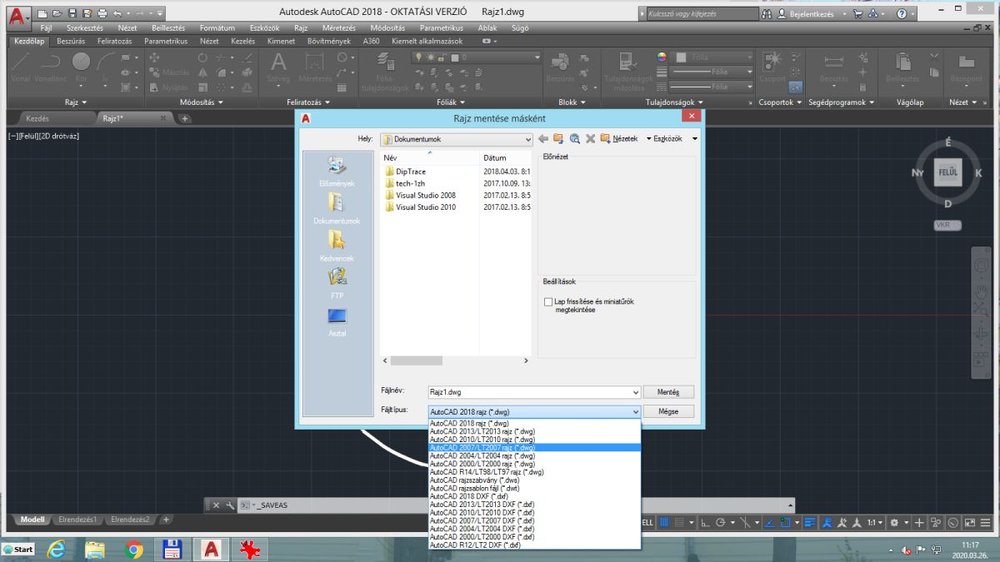 Autodesk AutoCAD 2018 - OKTATÁSI VERZIÓ Rajz1.dwg
Kulcsszó vagy kifejezés
Bejelentkezés
Fájl Szerkesztés Nézet Beillesztés Formátum Eszközök Rajz Méretezés Módosítás Parametrikus Ablak Súgó
Kezdőlap Beszúrás Feliratozás Parametrikus Nézet Kezelés Kimenet Bővítmények A360 Kiemelt alkalmazások
Vonal Vonallánc Kör Ív
Másolás
Nyújtás
Szöveg Méretezés
Fólia-
tulajdonságok
0
Beszúrás
Tulajdonságok
másolása
Fólia
Fólia
Fólia
Csoport
Beosztás
Beillesztés
Bázispont
Rajz Módosítás Feliratozás Fóliák Blokk Tulajdonságok Csoportok Segédprogramok Vágólap Nézet
Kezdés
Rajz1*
[−][Felül][2D drótváz]
É
NY
FELÜL
K
D
VKR
Rajz mentése másként
Hely:
Dokumentumok
Nézetek
Eszközök
Előzmények
Dokumentumok
Kedvencek
FTP
Asztal
Név Dátum
DipTrace 2018.04.03. 8:1
tech-1zh 2017.10.09. 13:
Visual Studio 2008 2017.02.13. 8:5
Visual Studio 2010 2017.02.13. 8:5
Előnézet
Beállítások
Lap frissítése és miniatűrök
megtekintése
Fájlnév:
Rajz1.dwg
Mentés
Fájltípus:
AutoCAD 2018 rajz (*.dwg)
Mégse
AutoCAD 2018 rajz (*.dwg)
AutoCAD 2013/LT2013 rajz (*.dwg)
AutoCAD 2010/LT2010 rajz (*.dwg)
AutoCAD 2007/LT2007 rajz (*.dwg)
AutoCAD 2004/LT2004 rajz (*.dwg)
AutoCAD 2000/LT2000 rajz (*.dwg)
AutoCAD R14/LT98/LT97 rajz (*.dwg)
AutoCAD rajzszabvány (*.dws)
AutoCAD rajzsablon fájl (*.dwt)
AutoCAD 2018 DXF (*.dxf)
AutoCAD 2013/LT2013 DXF (*.dxf)
AutoCAD 2010/LT2010 DXF (*.dxf)
AutoCAD 2007/LT2007 DXF (*.dxf)
AutoCAD 2004/LT2004 DXF (*.dxf)
AutoCAD 2000/LT2000 DXF (*.dxf)
AutoCAD R12/LT2 DXF (*.dxf)
_SAVEAS
Modell Elrendezés1 Elrendezés2
ELL
1:1
Start
11:17
2020.03.26.